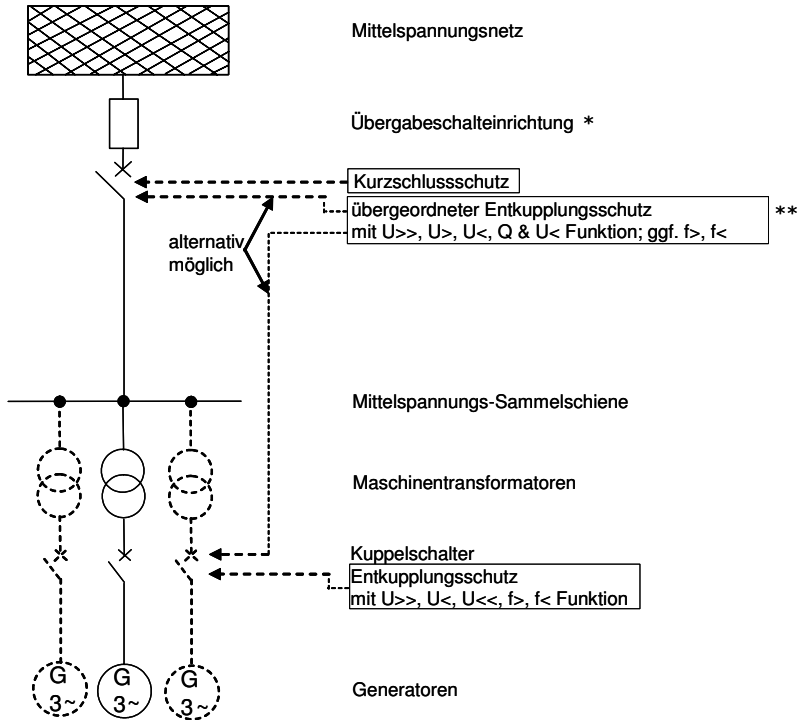 Mittelspannungsnetz
Übergabeschalteinrichtung *
Kurzschlussschutz
übergeordneter Entkupplungsschutz **
mit U>>, U>, U<, Q & U< Funktion; ggf. f>, f<
alternativ
möglich
Mittelspannungs-Sammelschiene
Maschinentransformatoren
Kuppelschalter
Entkupplungsschutz
mit U>>, U<, U<<, f>, f< Funktion
G
3~
G
3~
G
3~
Generatoren